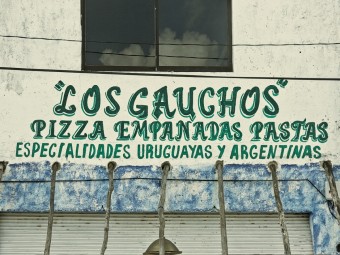 "LOS GAUCHOS"
PIZZA EMPAÑADAS PASTAS
ESPECIALIDADES URUGUAYAS Y ARGENTINAS